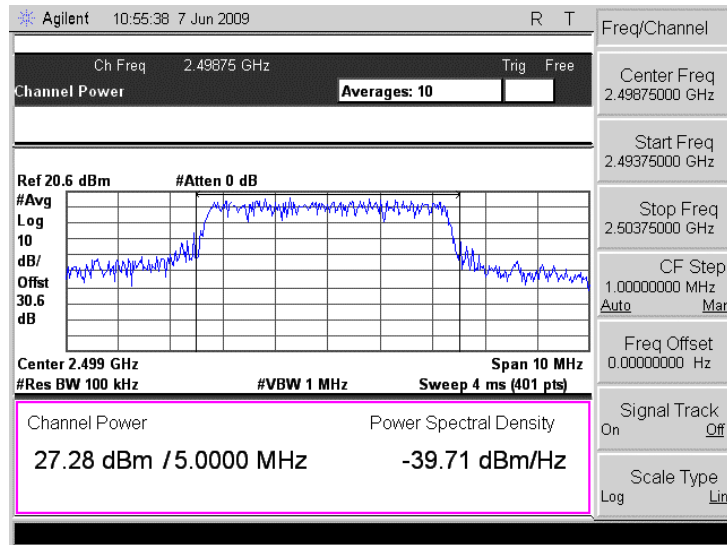 Agilent 10:55:38 7 Jun 2009 R T
Ch Freq 2.49875 GHz Trig Free
Channel Power Averages: 10
Ref 20.6 dBm #Atten 0 dB
#Avg
Log
10
dB/
Offst
30.6
dB
Center 2.499 GHz Span 10 MHz
#Res BW 100 kHz #VBW 1 MHz Sweep 4 ms (401 pts)
Channel Power Power Spectral Density
27.28 dBm / 5.0000 MHz -39.71 dBm/Hz
Freq/Channel
Center Freq
2.49875000 GHz
Start Freq
2.49375000 GHz
Stop Freq
2.50375000 GHz
CF Step
1.00000000 MHz
Auto Man
Freq Offset
0.00000000 Hz
Signal Track
On Off
Scale Type
Log Lin